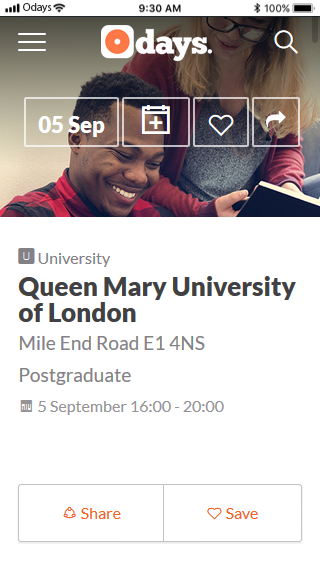 Odays 9:30 AM 100%
Odays.
05 Sep
U University
Queen Mary University
of London
Mile End Road E1 4NS
Postgraduate
5 September 16:00 - 20:00
Share Save